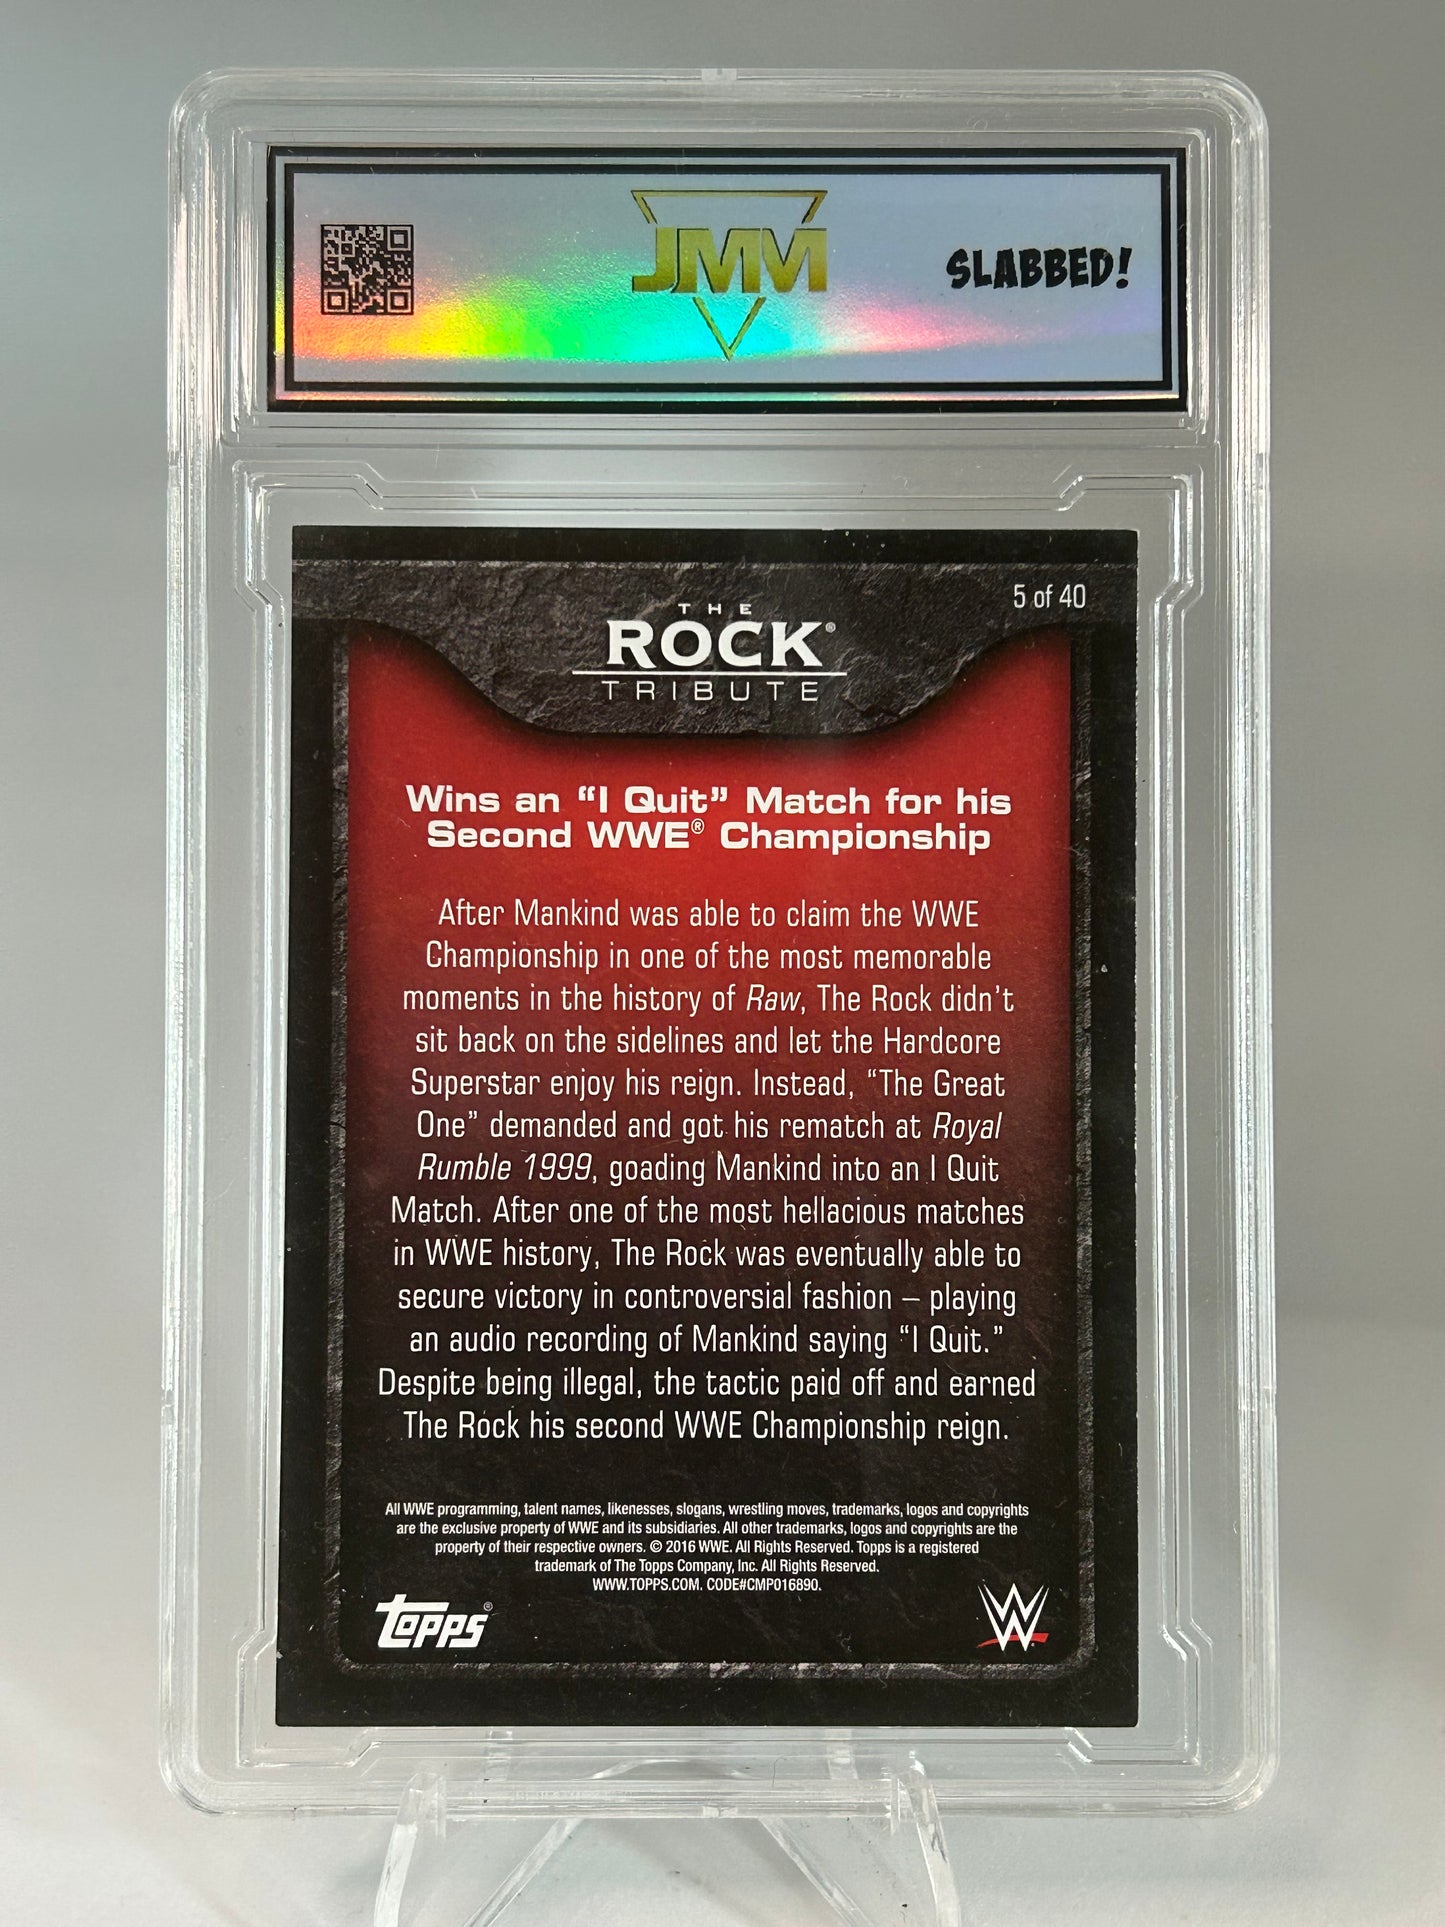 JMM
SLABBED!
5 of 40
THE
ROCK®
TRIBUTE
Wins an “I Quit” Match for his
Second WWE® Championship
After Mankind was able to claim the WWE
Championship in one of the most memorable
moments in the history of Raw, The Rock didn’t
sit back on the sidelines and let the Hardcore
Superstar enjoy his reign. Instead, “The Great
One” demanded and got his rematch at Royal
Rumble 1999, goading Mankind into an I Quit
Match. After one of the most hellacious matches
in WWE history, The Rock was eventually able to
secure victory in controversial fashion – playing
an audio recording of Mankind saying “I Quit.”
Despite being illegal, the tactic paid off and earned
The Rock his second WWE Championship reign.
All WWE programming, talent names, likenesses, slogans, wrestling moves, trademarks, logos and copyrights
are the exclusive property of WWE and its subsidiaries. All other trademarks, logos and copyrights are the
property of their respective owners. © 2016 WWE. All Rights Reserved. Topps is a registered
trademark of The Topps Company, Inc. All Rights Reserved.
WWW.TOPPS.COM. CODE#CMP016890.
Topps®
W